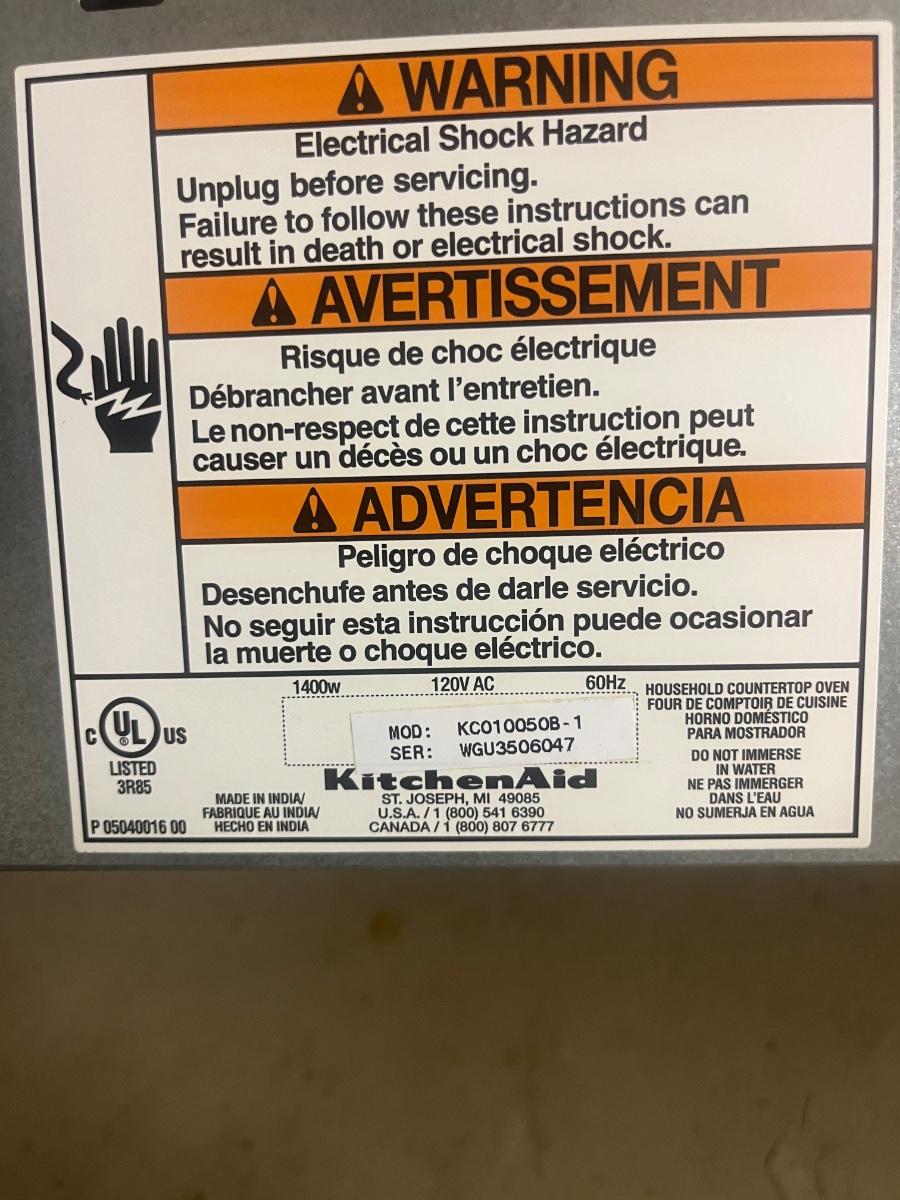 WARNING
Electrical Shock Hazard
Unplug before servicing.
Failure to follow these instructions can
result in death or electrical shock.
AVERTISSEMENT
Risque de choc électrique
Débrancher avant l'entretien.
Le non-respect de cette instruction peut
causer un décès ou un choc électrique.
ADVERTENCIA
Peligro de choque eléctrico
Desenchufe antes de darle servicio.
No seguir esta instrucción puede ocasionar
la muerte o choque eléctrico.
1400w 120V AC 60Hz
MOD: KCO10050B-1
SER: WGU3506047
C UL ® US
LISTED
3R85
P 05040016 00
MADE IN INDIA/
FABRIQUE AU INDIA/
HECHO EN INDIA
KitchenAid
ST. JOSEPH, MI 49085
U.S.A. / 1 (800) 541 6390
CANADA / 1 (800) 807 6777
HOUSEHOLD COUNTERTOP OVEN
FOUR DE COMPTOIR DE CUISINE
HORNO DOMÉSTICO
PARA MOSTRADOR
DO NOT IMMERSE
IN WATER
NE PAS IMMERGER
DANS L'EAU
NO SUMERJA EN AGUA